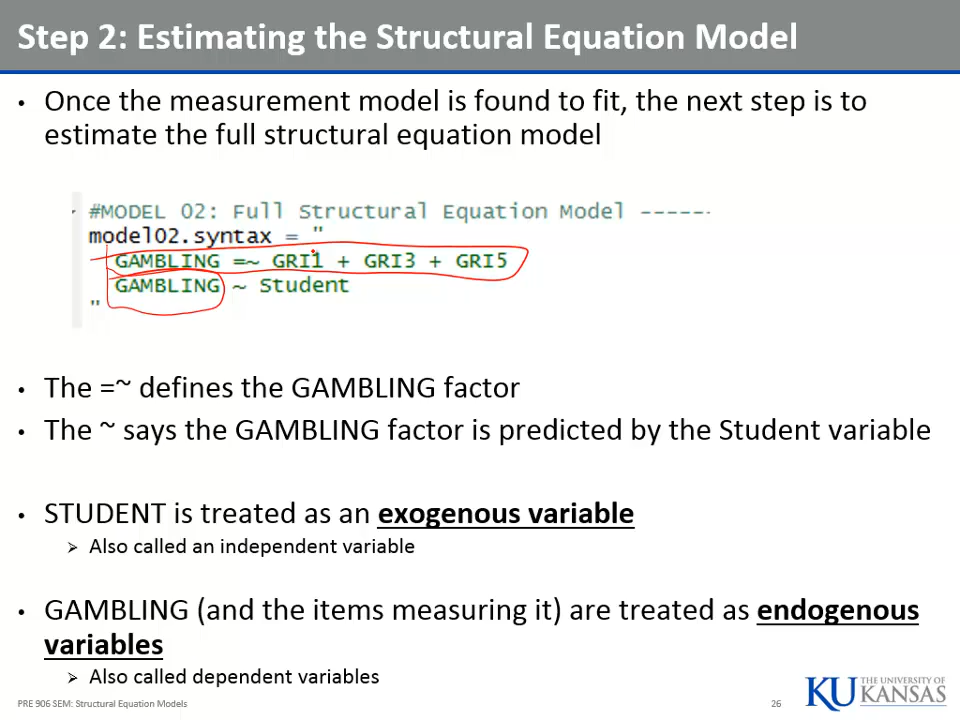 Step 2: Estimating the Structural Equation Model
• Once the measurement model is found to fit, the next step is to
estimate the full structural equation model
#MODEL 02: Full Structural Equation Model -----
model02.syntax = "
GAMBLING =~ GRI1 + GRI3 + GRI5
GAMBLING ~ Student
"
• The =~ defines the GAMBLING factor
• The ~ says the GAMBLING factor is predicted by the Student variable
• STUDENT is treated as an exogenous variable
➢ Also called an independent variable
• GAMBLING (and the items measuring it) are treated as endogenous
variables
➢ Also called dependent variables
PRE 906 SEM: Structural Equation Models
26
KU THE UNIVERSITY OF
KANSAS